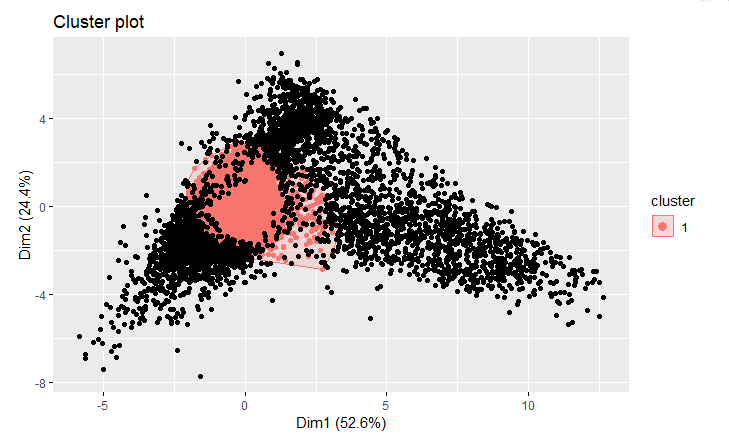 Cluster plot
4
0
-4
-8
Dim2 (24.4%)
-5
0
5
10
Dim1 (52.6%)
cluster
1